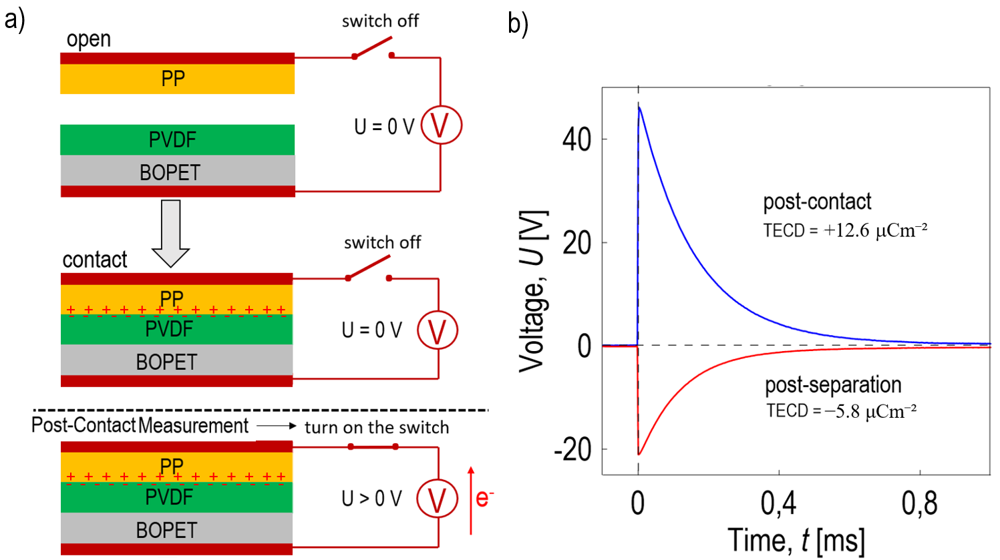 a)
open
switch off
PP
U = 0 V
V
PVDF
BOPET
contact
switch off
PP
+ + + + + + + + + + + + +
- - - - - - - - - - - - -
PVDF
U = 0 V
V
BOPET
Post-Contact Measurement
turn on the switch
PP
+ + + + + + + + + + + + +
- - - - - - - - - - - - -
PVDF
U > 0 V
V
e-
BOPET
b)
Voltage, U [V]
40
20
0
-20
post-contact
TECD = +12.6 μCm⁻²
post-separation
TECD = −5.8 μCm⁻²
0
0,4
0,8
Time, t [ms]